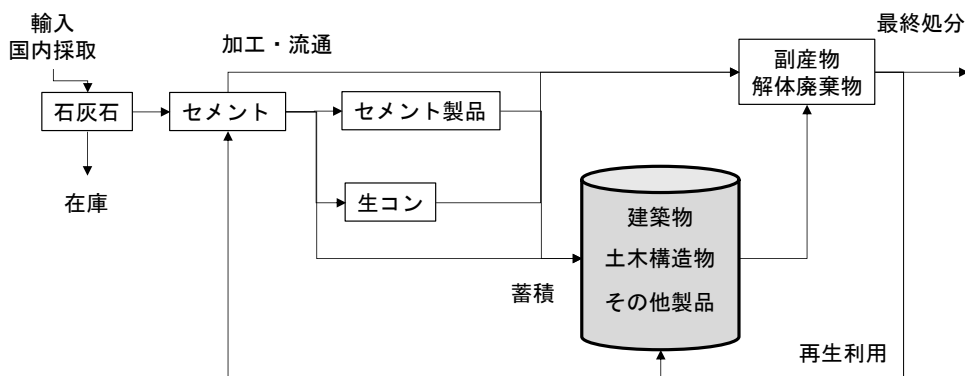 輸入
国内採取
加工・流通
最終処分
副産物
解体廃棄物
石灰石
セメント
セメント製品
在庫
生コン
建築物
土木構造物
その他製品
蓄積
再生利用